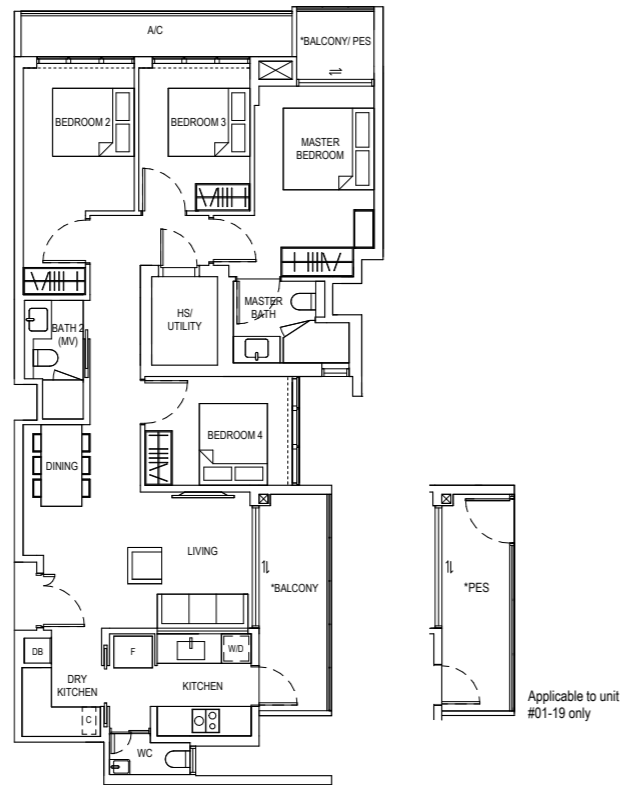 A/C
*BALCONY/ PES
BEDROOM 2
BEDROOM 3
MASTER
BEDROOM
HS/
UTILITY
MASTER
BATH
BATH 2
(MV)
BEDROOM 4
DINING
LIVING
*BALCONY
*PES
DB
F
W/D
DRY
KITCHEN
KITCHEN
C
WC
Applicable to unit
#01-19 only